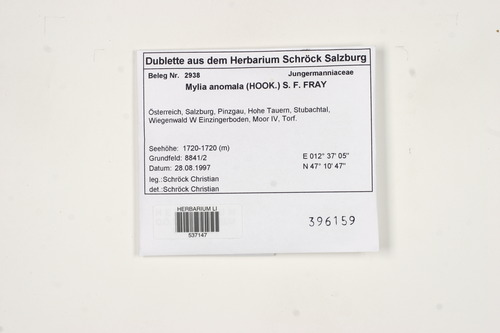 Dublette aus dem Herbarium Schröck Salzburg
Beleg Nr. 2938 Jungermanniaceae
Mylia anomala (HOOK.) S. F. FRAY
Österreich, Salzburg, Pinzgau, Hohe Tauern, Stubachtal,
Wiegenwald W Einzingerboden, Moor IV, Torf.
Seehöhe: 1720-1720 (m)
Grundfeld: 8841/2 E 012° 37' 05"
Datum: 28.08.1997 N 47° 10' 47"
leg.:Schröck Christian
det.:Schröck Christian
HERBARIUM LI
537147
396159